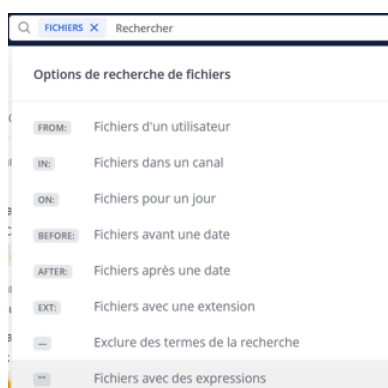 FICHIERS × Rechercher
Options de recherche de fichiers
FROM: Fichiers d'un utilisateur
IN: Fichiers dans un canal
ON: Fichiers pour un jour
BEFORE: Fichiers avant une date
AFTER: Fichiers après une date
EXT: Fichiers avec une extension
— Exclure des termes de la recherche
"" Fichiers avec des expressions